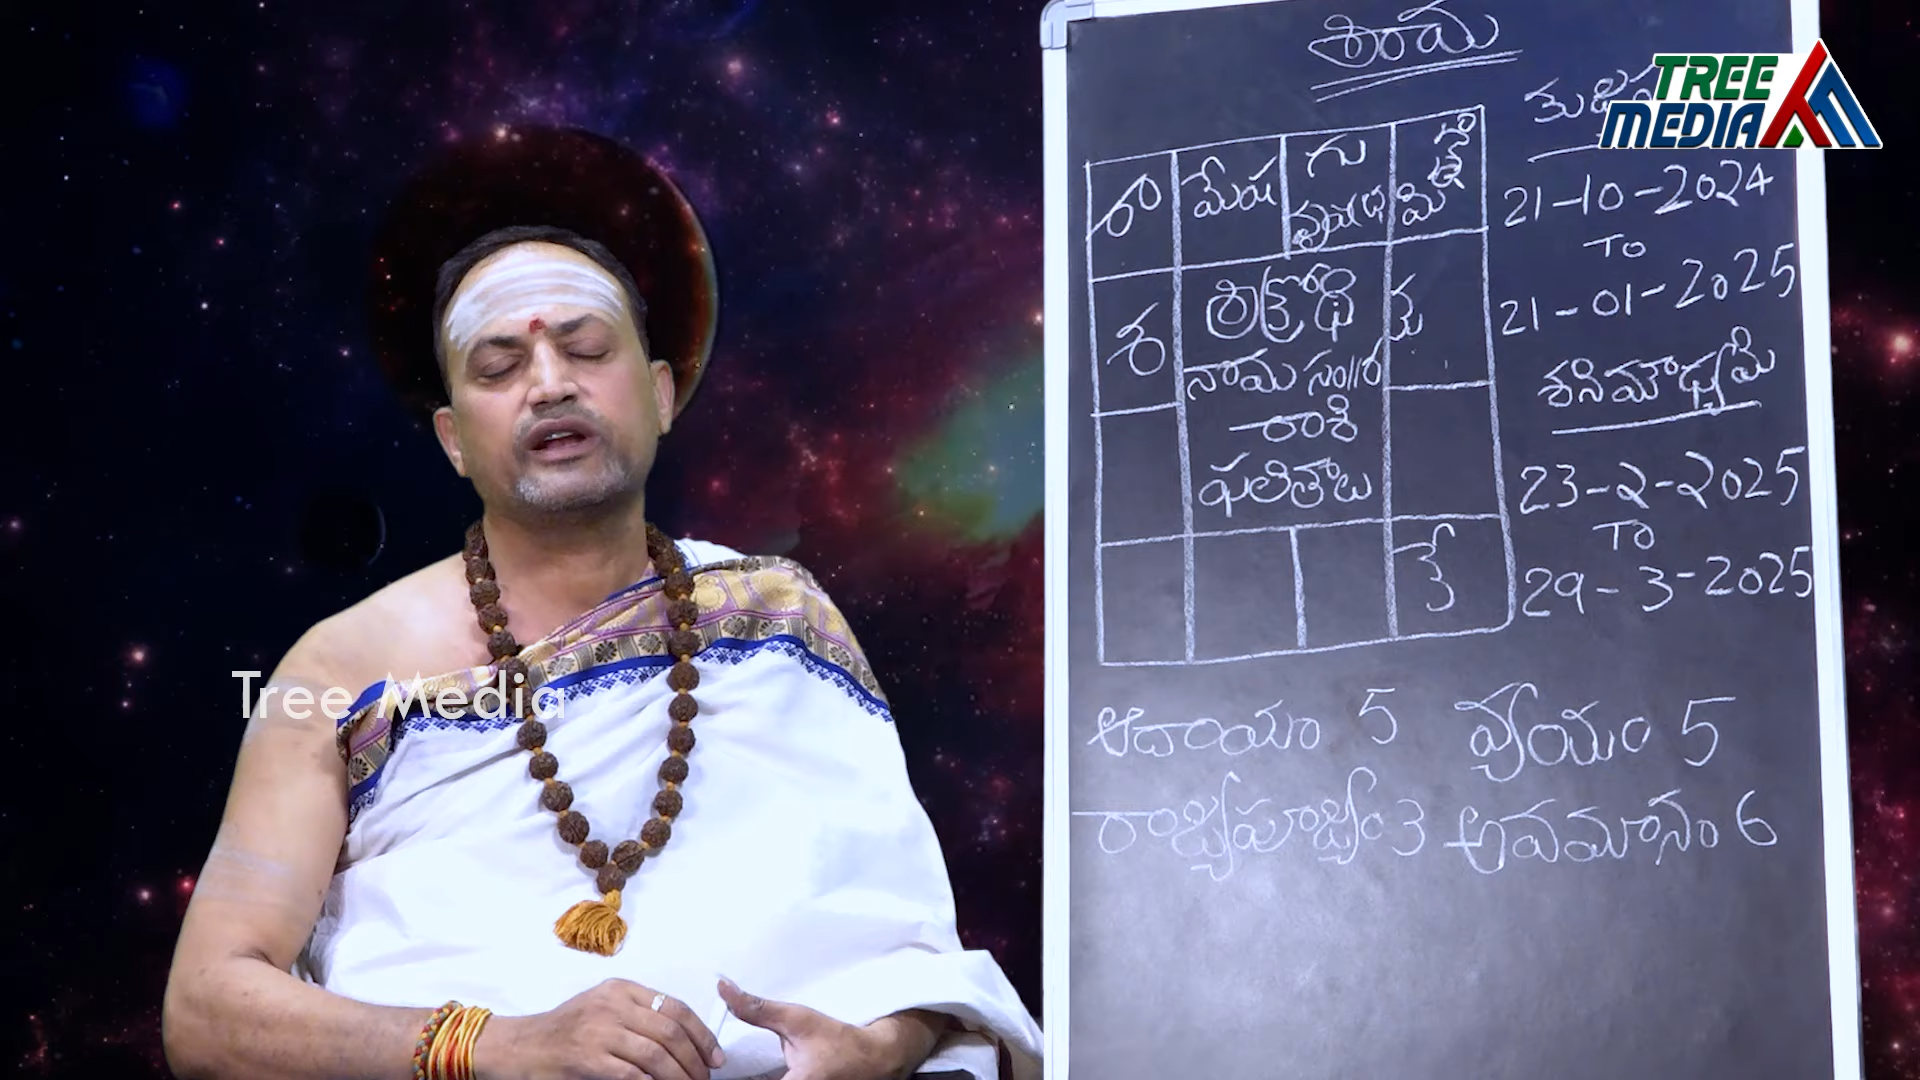 శ్రీరామ
TREE
MEDIA
రా మేష గు వృషభ మి
21-10-2024
TO
21-01-2025
శ శ్రీ క్రోధి కు
నామ సం॥ర
రాశి
ఫలితాలు
శనిమౌఢ్యమి
23-2-2025
TO
29-3-2025
కే
Tree Media
ఆదాయం 5 వ్యయం 5
రాజ్యపూజ్యం 3 అవమానం 6